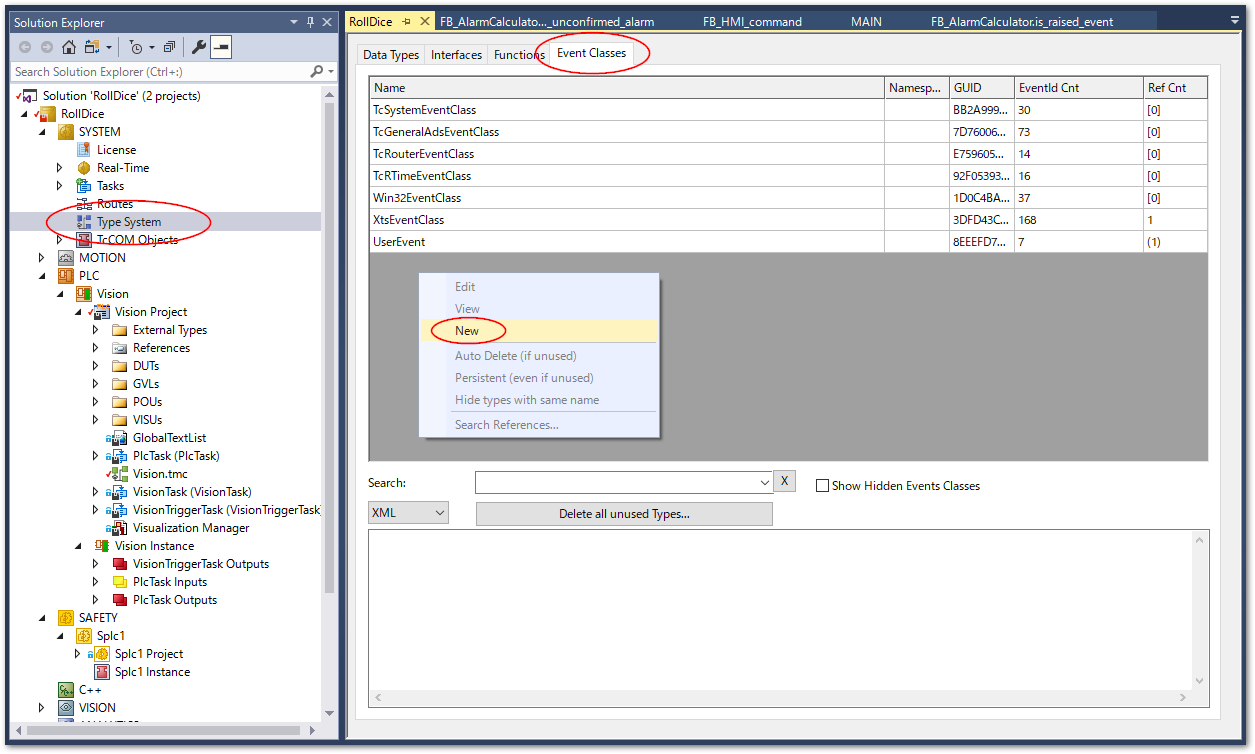 Solution Explorer
Search Solution Explorer (Ctrl+;)
Solution 'RollDice' (2 projects)
RollDice
SYSTEM
License
Real-Time
Tasks
Routes
Type System
TcCOM Objects
MOTION
PLC
Vision
Vision Project
External Types
References
DUTs
GVLs
POUs
VISUs
GlobalTextList
PlcTask (PlcTask)
Vision.tmc
VisionTask (VisionTask)
VisionTriggerTask (VisionTriggerTask)
Visualization Manager
Vision Instance
VisionTriggerTask Outputs
PlcTask Inputs
PlcTask Outputs
SAFETY
Splc1
Splc1 Project
Splc1 Instance
C++
VISION
RollDice FB_AlarmCalculato..._unconfirmed_alarm FB_HMI_command MAIN FB_AlarmCalculator.is_raised_event
Data Types Interfaces Functions Event Classes
Name Namesp... GUID EventId Cnt Ref Cnt
TcSystemEventClass BB2A999... 30 [0]
TcGeneralAdsEventClass 7D76006... 73 [0]
TcRouterEventClass E759605... 14 [0]
TcRTimeEventClass 92F05393... 16 [0]
Win32EventClass 1D0C4BA... 37 [0]
XtsEventClass 3DFD43C... 168 1
UserEvent 8EEEFD7... 7 (1)
Edit
View
New
Auto Delete (if unused)
Persistent (even if unused)
Hide types with same name
Search References...
Search: X Show Hidden Events Classes
XML Delete all unused Types...